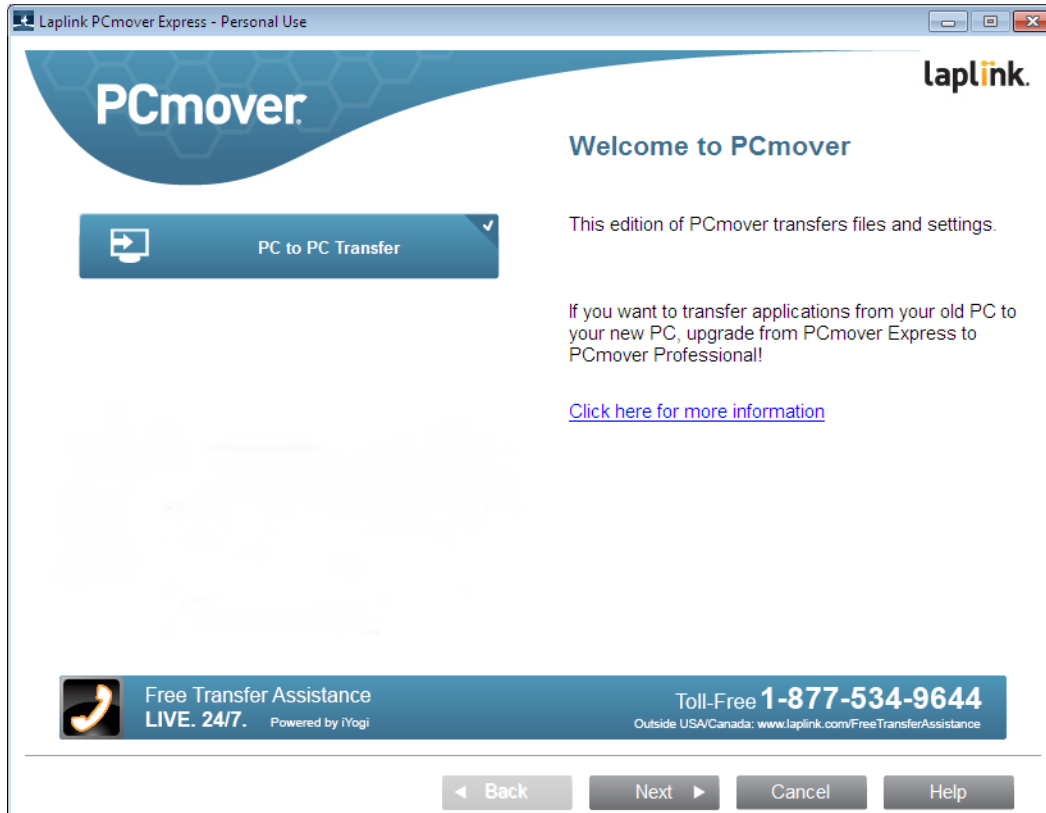 Laplink PCmover Express - Personal Use
laplink.
PCmover.
Welcome to PCmover
PC to PC Transfer
This edition of PCmover transfers files and settings.
If you want to transfer applications from your old PC to
your new PC, upgrade from PCmover Express to
PCmover Professional!
Click here for more information
Free Transfer Assistance
LIVE. 24/7. Powered by iYogi
Toll-Free 1-877-534-9644
Outside USA/Canada: www.laplink.com/FreeTransferAssistance
Back Next Cancel Help